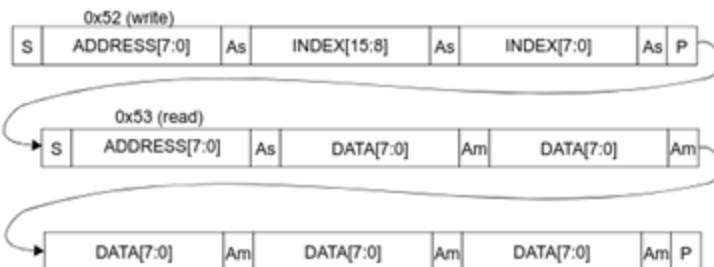 0x52 (write)
S ADDRESS[7:0] As INDEX[15:8] As INDEX[7:0] As P
0x53 (read)
S ADDRESS[7:0] As DATA[7:0] Am DATA[7:0] Am
DATA[7:0] Am DATA[7:0] Am DATA[7:0] Am P